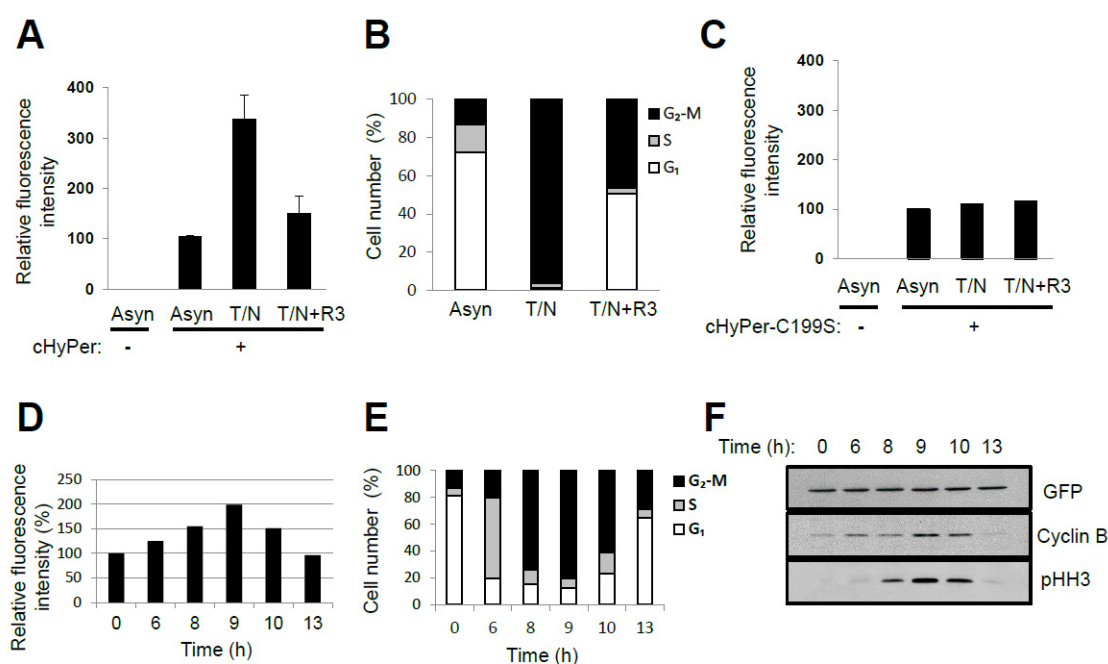 A
Relative fluorescence
intensity
400
300
200
100
0
Asyn Asyn T/N T/N+R3
cHyPer: - +
B
Cell number (%)
100
80
60
40
20
0
Asyn T/N T/N+R3
G₂-M
S
G₁
C
Relative fluorescence
intensity
400
300
200
100
0
Asyn Asyn T/N T/N+R3
cHyPer-C199S: - +
D
Relative fluorescence
intensity (%)
250
200
150
100
50
0
0 6 8 9 10 13
Time (h)
E
Cell number (%)
100
80
60
40
20
0
0 6 8 9 10 13
Time (h)
G₂-M
S
G₁
F
Time (h): 0 6 8 9 10 13
GFP
Cyclin B
pHH3